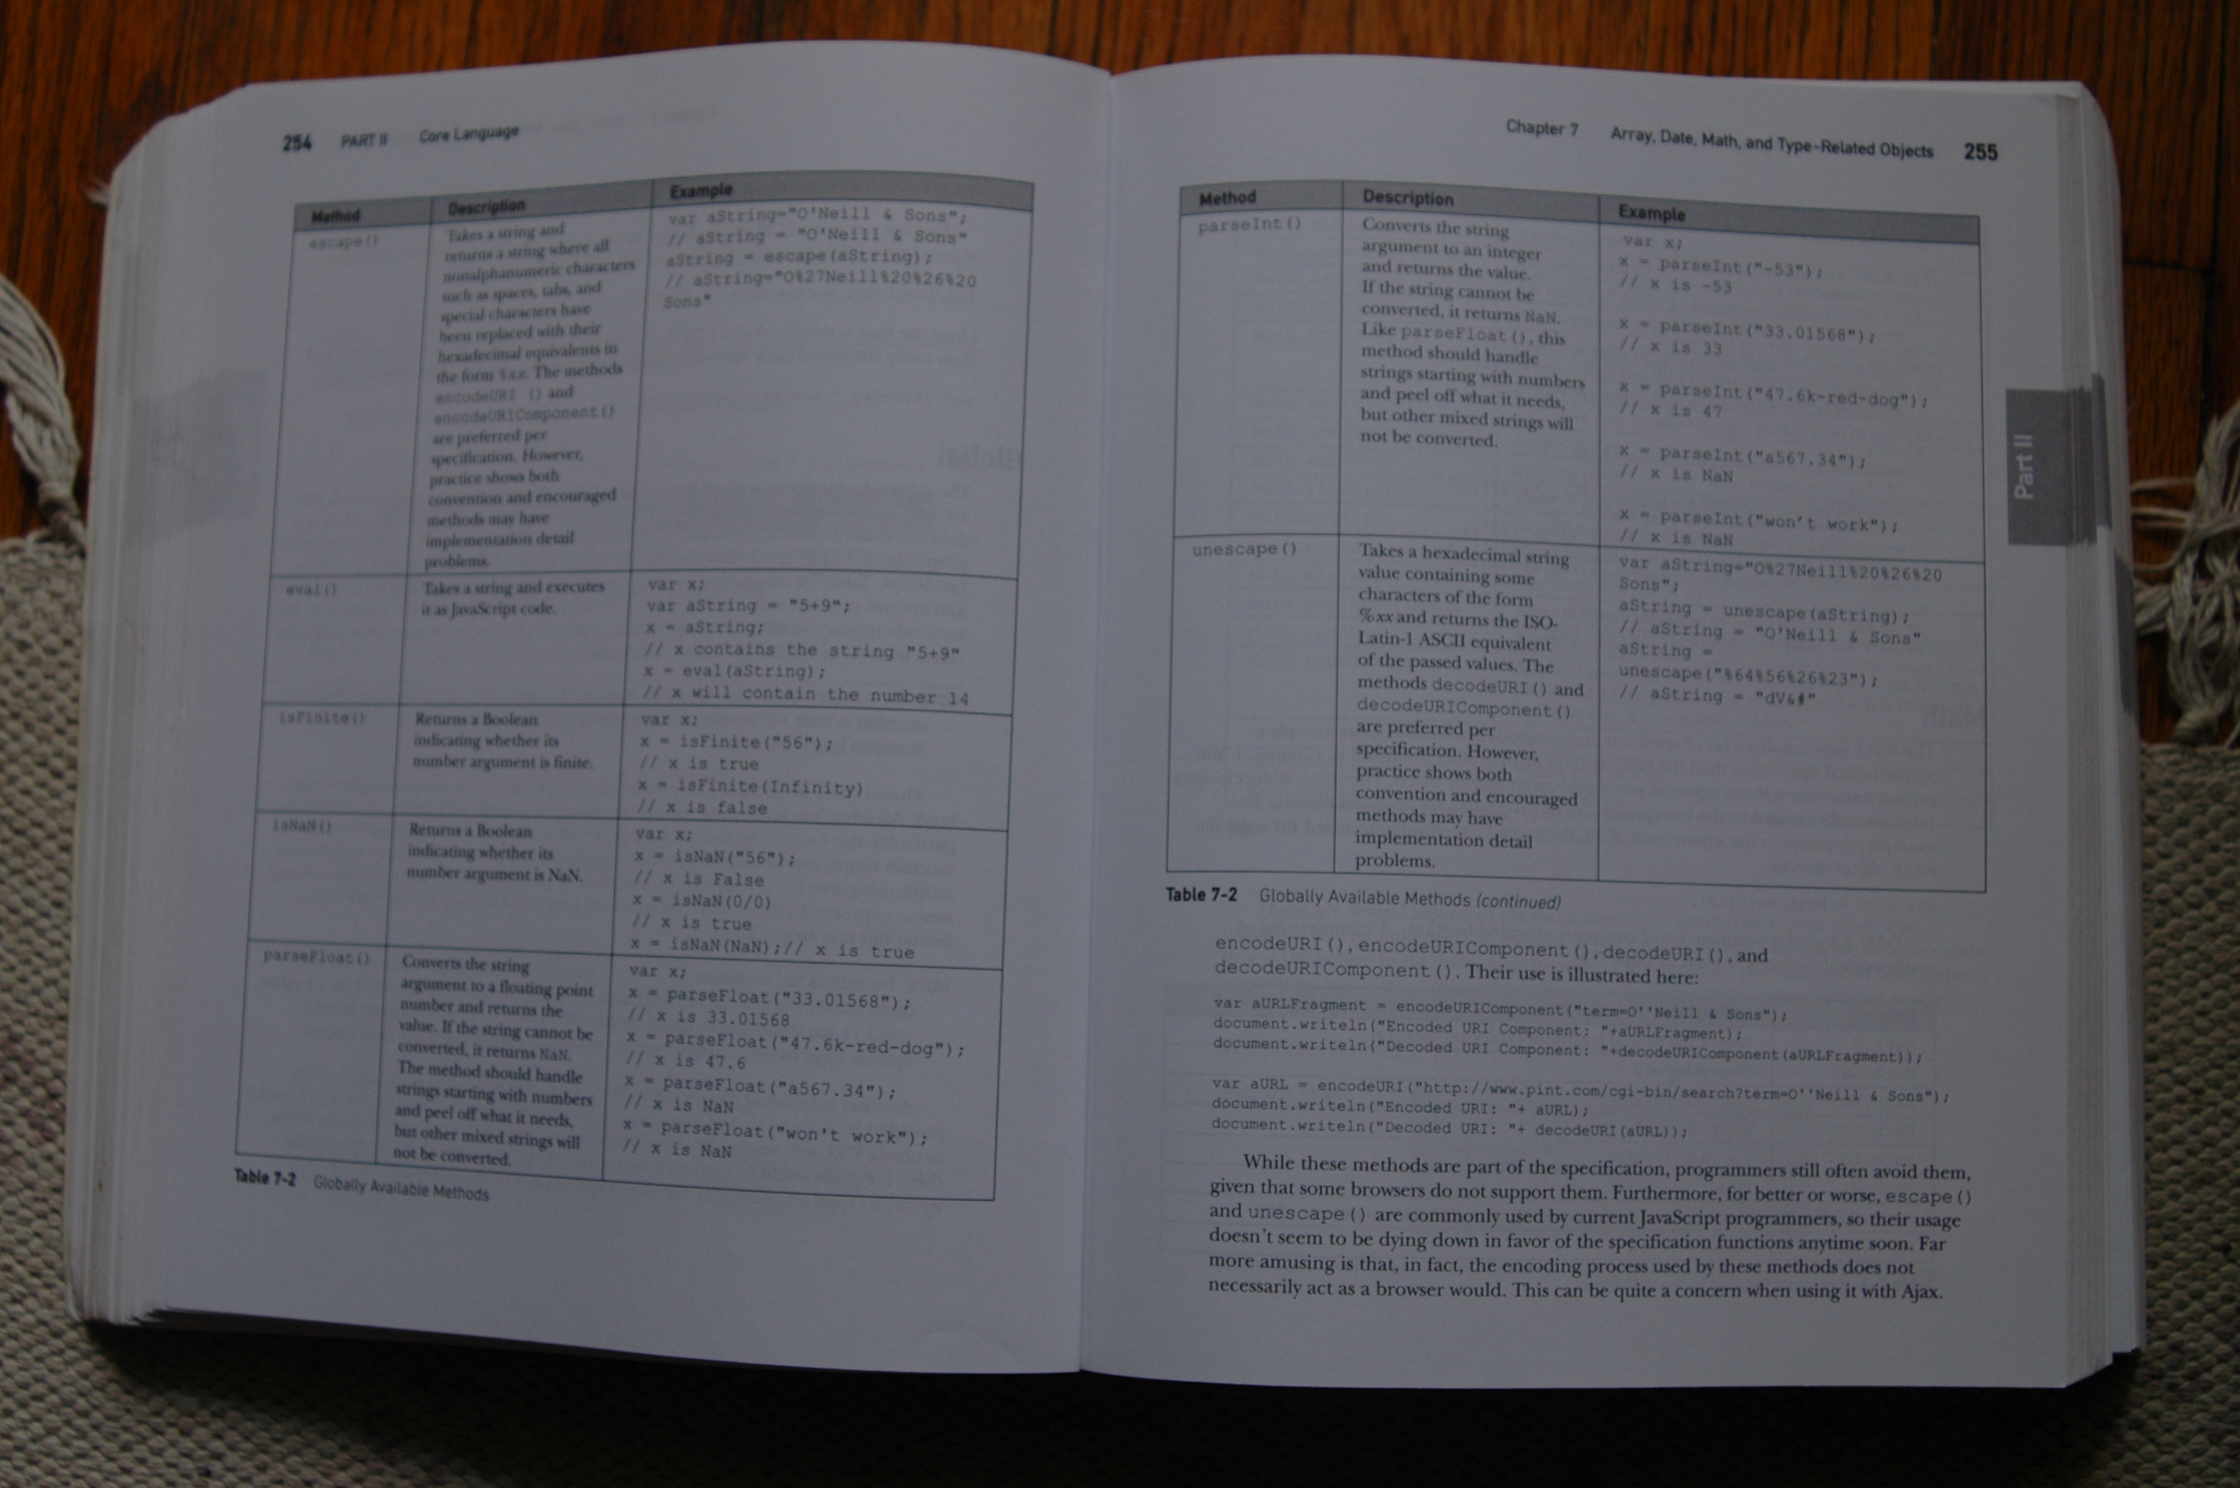 254 PART II Core Language
Method Description Example
escape()
Takes a string and
returns a string where all
nonalphanumeric characters
such as spaces, tabs, and
special characters have
been replaced with their
hexadecimal equivalents in
the form %xx. The methods
encodeURI () and
encodeURIComponent()
are preferred per
specification. However,
practice shows both
convention and encouraged
methods may have
implementation detail
problems.
var aString="O'Neill & Sons";
// aString = "O'Neill & Sons"
aString = escape(aString);
// aString="O%27Neill%20%26%20
Sons"
eval()
Takes a string and executes
it as JavaScript code.
var x;
var aString = "5+9";
x = aString;
// x contains the string "5+9"
x = eval(aString);
// x will contain the number 14
isFinite()
Returns a Boolean
indicating whether its
number argument is finite.
var x;
x = isFinite("56");
// x is true
x = isFinite(Infinity)
// x is false
isNaN()
Returns a Boolean
indicating whether its
number argument is NaN.
var x;
x = isNaN("56");
// x is False
x = isNaN(0/0)
// x is true
x = isNaN(NaN);// x is true
parseFloat()
Converts the string
argument to a floating point
number and returns the
value. If the string cannot be
converted, it returns NaN.
The method should handle
strings starting with numbers
and peel off what it needs,
but other mixed strings will
not be converted.
var x;
x = parseFloat("33.01568");
// x is 33.01568
x = parseFloat("47.6k-red-dog");
// x is 47.6
x = parseFloat("a567.34");
// x is NaN
x = parseFloat("won't work");
// x is NaN
Table 7-2 Globally Available Methods
Chapter 7 Array, Date, Math, and Type-Related Objects 255
Part II
Method Description Example
parseInt()
Converts the string
argument to an integer
and returns the value.
If the string cannot be
converted, it returns NaN.
Like parseFloat(), this
method should handle
strings starting with numbers
and peel off what it needs,
but other mixed strings will
not be converted.
var x;
x = parseInt("-53");
// x is -53
x = parseInt("33.01568");
// x is 33
x = parseInt("47.6k-red-dog");
// x is 47
x = parseInt("a567.34");
// x is NaN
x = parseInt("won't work");
// x is NaN
unescape()
Takes a hexadecimal string
value containing some
characters of the form
%xx and returns the ISO-
Latin-1 ASCII equivalent
of the passed values. The
methods decodeURI() and
decodeURIComponent()
are preferred per
specification. However,
practice shows both
convention and encouraged
methods may have
implementation detail
problems.
var aString="O%27Neill%20%26%20
Sons";
aString = unescape(aString);
// aString = "O'Neill & Sons"
aString =
unescape("%64%56%26%23");
// aString = "dV&#"
Table 7-2 Globally Available Methods (continued)
encodeURI(), encodeURIComponent(), decodeURI(), and
decodeURIComponent(). Their use is illustrated here:
var aURLFragment = encodeURIComponent("term=O''Neill & Sons");
document.writeln("Encoded URI Component: "+aURLFragment);
document.writeln("Decoded URI Component: "+decodeURIComponent(aURLFragment));
var aURL = encodeURI("http://www.pint.com/cgi-bin/search?term=O''Neill & Sons");
document.writeln("Encoded URI: "+ aURL);
document.writeln("Decoded URI: "+ decodeURI(aURL));
While these methods are part of the specification, programmers still often avoid them,
given that some browsers do not support them. Furthermore, for better or worse, escape()
and unescape() are commonly used by current JavaScript programmers, so their usage
doesn't seem to be dying down in favor of the specification functions anytime soon. Far
more amusing is that, in fact, the encoding process used by these methods does not
necessarily act as a browser would. This can be quite a concern when using it with Ajax.